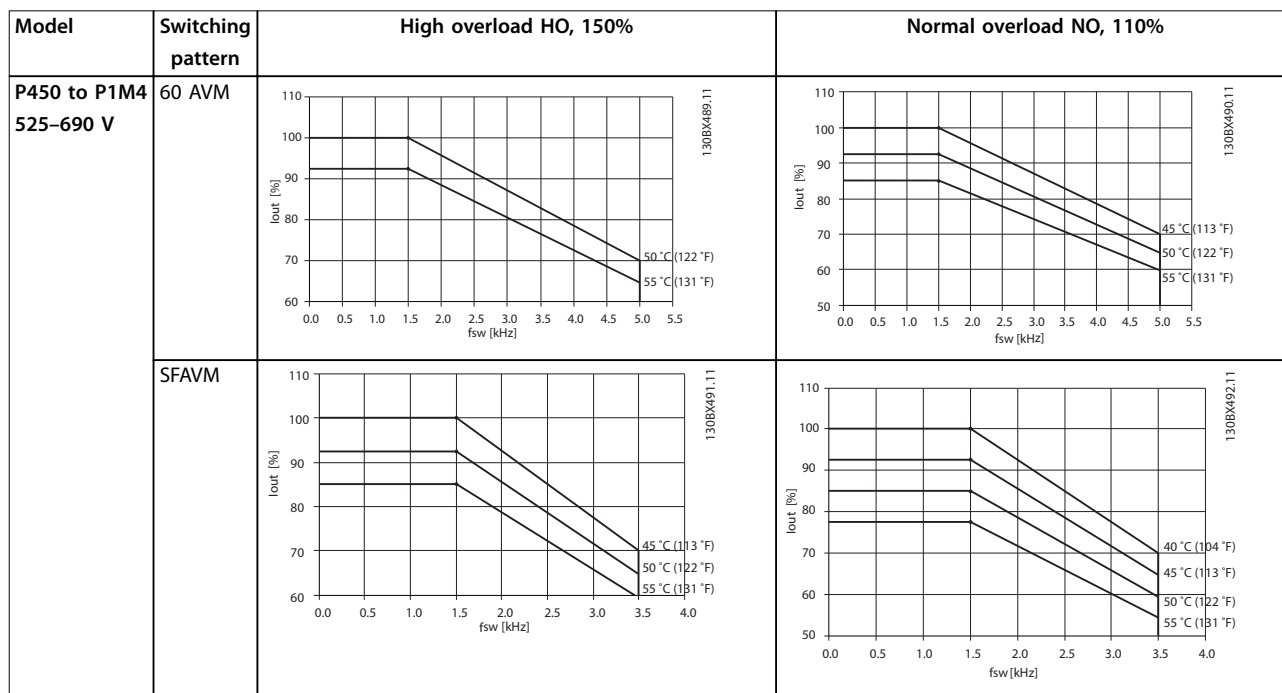 Model
Switching
pattern
High overload HO, 150%
Normal overload NO, 110%
P450 to P1M4
525–690 V
60 AVM
110
100
90
80
70
60
Iout [%]
0.0 0.5 1.0 1.5 2.0 2.5 3.0 3.5 4.0 4.5 5.0 5.5
fsw [kHz]
50 ˚C (122 ˚F)
55 ˚C (131 ˚F)
130BX489.11
110
100
90
80
70
60
50
Iout [%]
0.0 0.5 1.0 1.5 2.0 2.5 3.0 3.5 4.0 4.5 5.0 5.5
fsw [kHz]
45 ˚C (113 ˚F)
50 ˚C (122 ˚F)
55 ˚C (131 ˚F)
130BX490.11
SFAVM
110
100
90
80
70
60
Iout [%]
0.0 0.5 1.0 1.5 2.0 2.5 3.0 3.5 4.0
fsw [kHz]
45 ˚C (113 ˚F)
50 ˚C (122 ˚F)
55 ˚C (131 ˚F)
130BX491.11
110
100
90
80
70
60
50
Iout [%]
0.0 0.5 1.0 1.5 2.0 2.5 3.0 3.5 4.0
fsw [kHz]
40 ˚C (104 ˚F)
45 ˚C (113 ˚F)
50 ˚C (122 ˚F)
55 ˚C (131 ˚F)
130BX492.11